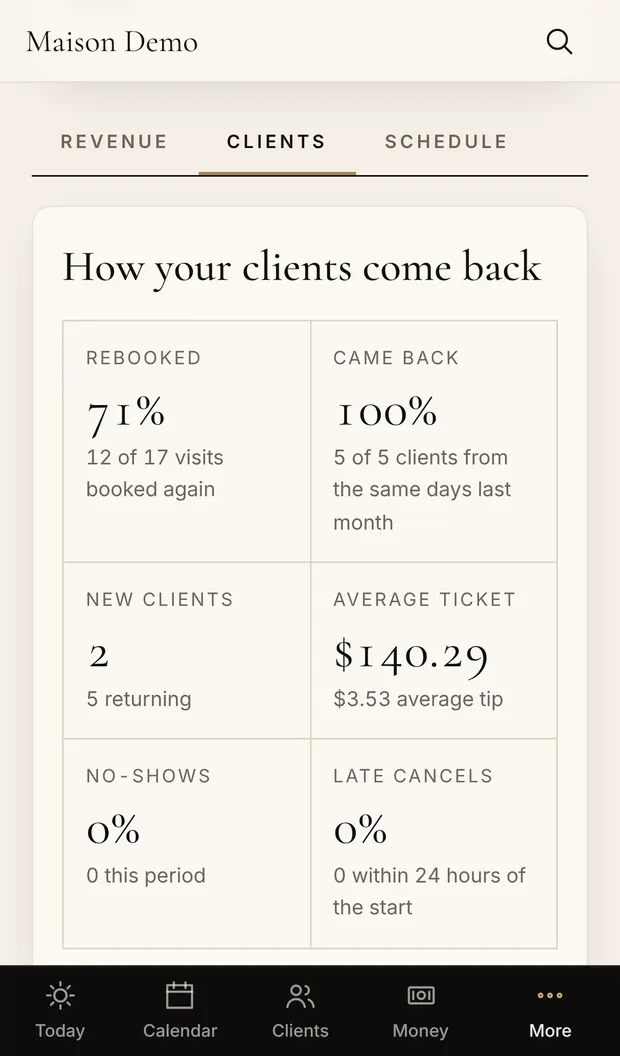 Maison Demo
REVENUE CLIENTS SCHEDULE
How your clients come back
REBOOKED
71%
12 of 17 visits
booked again
CAME BACK
100%
5 of 5 clients from
the same days last
month
NEW CLIENTS
2
5 returning
AVERAGE TICKET
$140.29
$3.53 average tip
NO-SHOWS
0%
0 this period
LATE CANCELS
0%
0 within 24 hours of
the start
Today Calendar Clients Money More